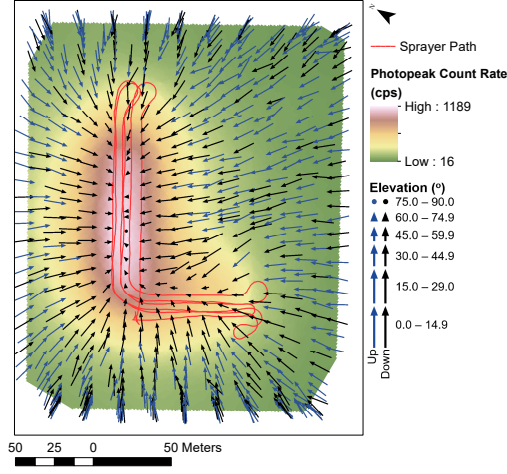 Sprayer Path
Photopeak Count Rate
(cps)
High : 1189
Low : 16
Elevation (º)
75.0 – 90.0
60.0 – 74.9
45.0 – 59.9
30.0 – 44.9
15.0 – 29.0
0.0 – 14.9
Up
Down
50 25 0 50 Meters